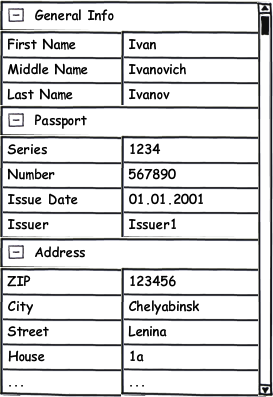 General Info
First Name Ivan
Middle Name Ivanovich
Last Name Ivanov
Passport
Series 1234
Number 567890
Issue Date 01.01.2001
Issuer Issuer1
Address
ZIP 123456
City Chelyabinsk
Street Lenina
House 1a
... ...